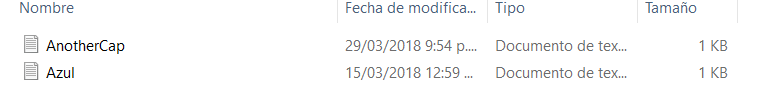 Nombre Fecha de modifica... Tipo Tamaño
AnotherCap 29/03/2018 9:54 p.... Documento de tex... 1 KB
Azul 15/03/2018 12:59 ... Documento de tex... 1 KB